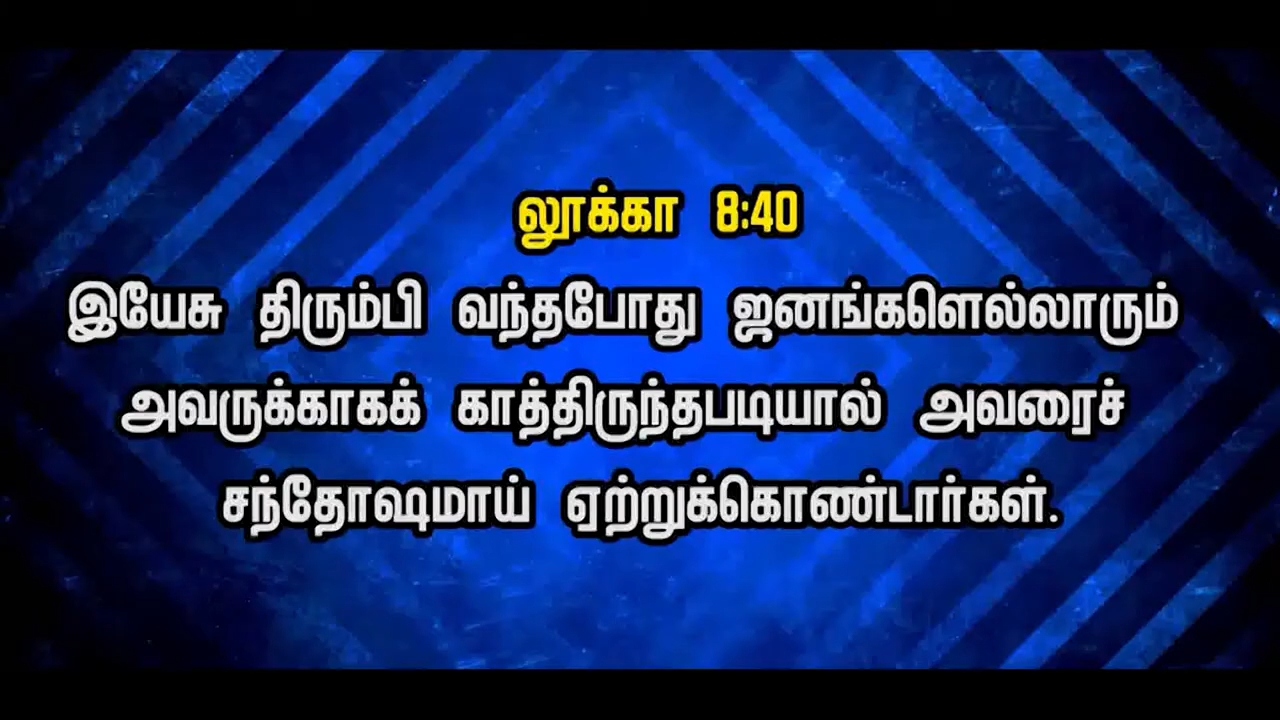 லூக்கா 8:40
இயேசு திரும்பி வந்தபோது ஜனங்களெல்லாரும்
அவருக்காகக் காத்திருந்தபடியால் அவரைச்
சந்தோஷமாய் ஏற்றுக்கொண்டார்கள்.